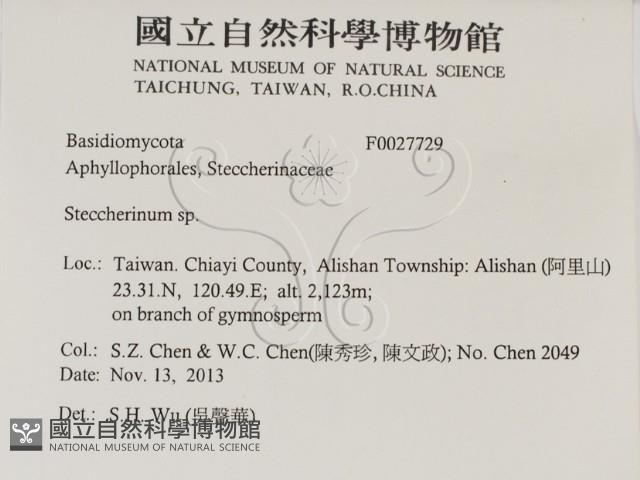 國立自然科學博物館
NATIONAL MUSEUM OF NATURAL SCIENCE
TAICHUNG, TAIWAN, R.O.CHINA
Basidiomycota F0027729
Aphyllophorales, Steccherinaceae
Steccherinum sp.
Loc.: Taiwan. Chiayi County, Alishan Township: Alishan (阿里山)
23.31.N, 120.49.E; alt. 2,123m;
on branch of gymnosperm
Col.: S.Z. Chen & W.C. Chen(陳秀珍, 陳文政); No. Chen 2049
Date: Nov. 13, 2013
Det.: S.H. Wu (吳聲華)
國立自然科學博物館
NATIONAL MUSEUM OF NATURAL SCIENCE